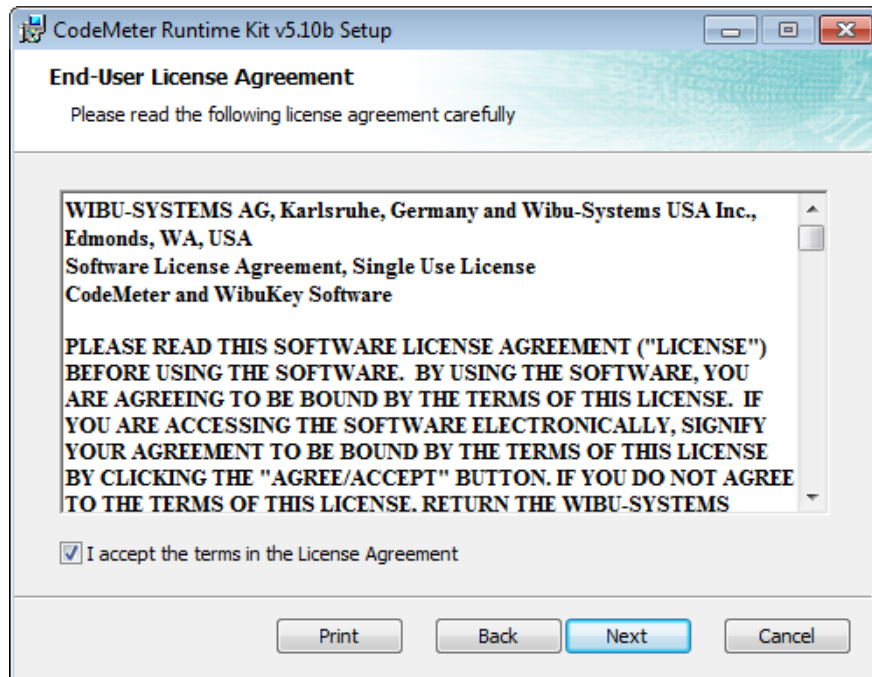 CodeMeter Runtime Kit v5.10b Setup
End-User License Agreement
Please read the following license agreement carefully
WIBU-SYSTEMS AG, Karlsruhe, Germany and Wibu-Systems USA Inc.,
Edmonds, WA, USA
Software License Agreement, Single Use License
CodeMeter and WibuKey Software
PLEASE READ THIS SOFTWARE LICENSE AGREEMENT ("LICENSE")
BEFORE USING THE SOFTWARE.  BY USING THE SOFTWARE, YOU
ARE AGREEING TO BE BOUND BY THE TERMS OF THIS LICENSE.  IF
YOU ARE ACCESSING THE SOFTWARE ELECTRONICALLY, SIGNIFY
YOUR AGREEMENT TO BE BOUND BY THE TERMS OF THIS LICENSE
BY CLICKING THE "AGREE/ACCEPT" BUTTON. IF YOU DO NOT AGREE
TO THE TERMS OF THIS LICENSE, RETURN THE WIBU-SYSTEMS
I accept the terms in the License Agreement
Print Back Next Cancel